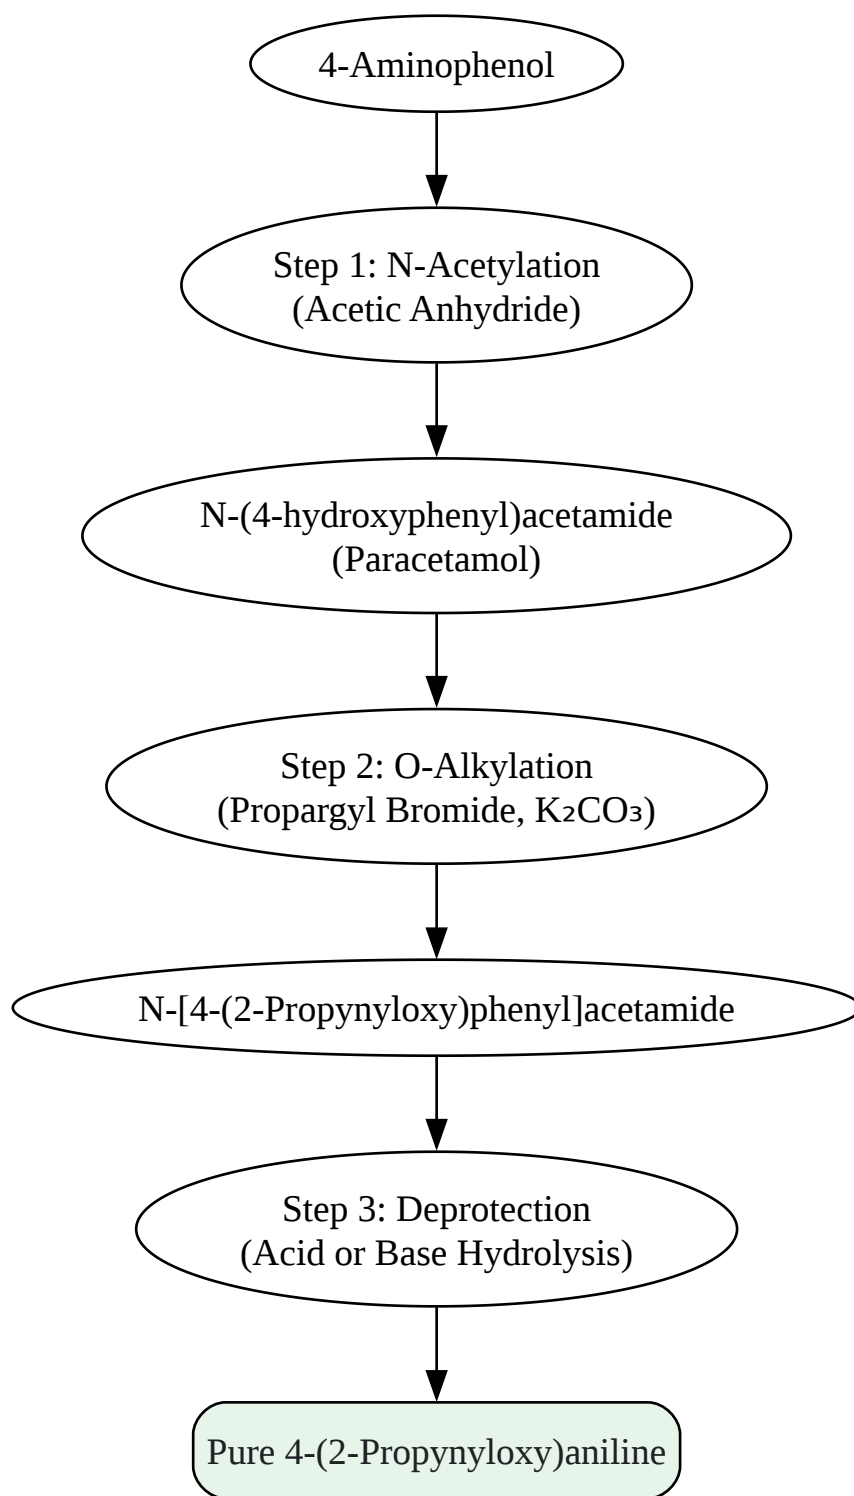 4-Aminophenol
Step 1: N-Acetylation
(Acetic Anhydride)
N-(4-hydroxyphenyl)acetamide
(Paracetamol)
Step 2: O-Alkylation
(Propargyl Bromide, K₂CO₃)
N-[4-(2-Propynyloxy)phenyl]acetamide
Step 3: Deprotection
(Acid or Base Hydrolysis)
Pure 4-(2-Propynyloxy)aniline